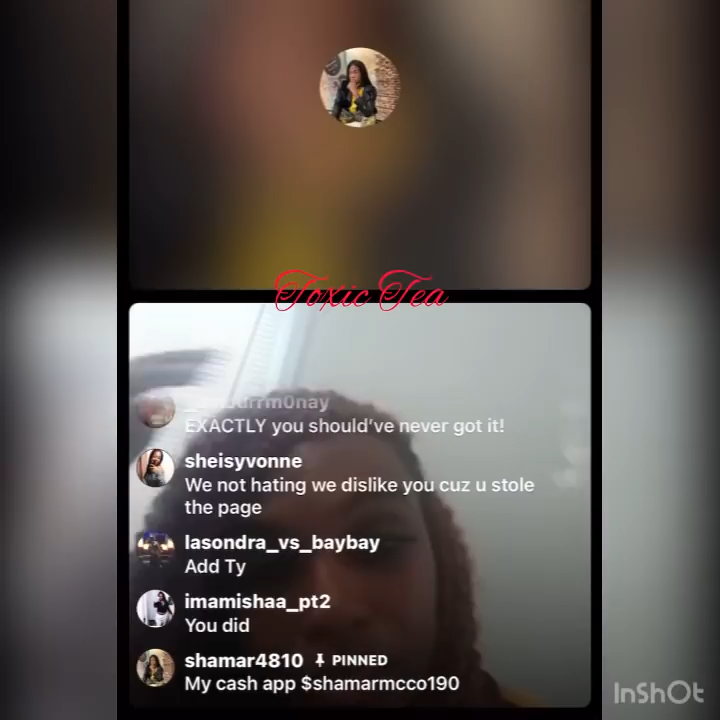 Toxic Tea
EXACTLY you should've never got it!
sheisyvonne
We not hating we dislike you cuz u stole
the page
lasondra_vs_baybay
Add Ty
imamishaa_pt2
You did
shamar4810 PINNED
My cash app $shamarmcco190
InShOt